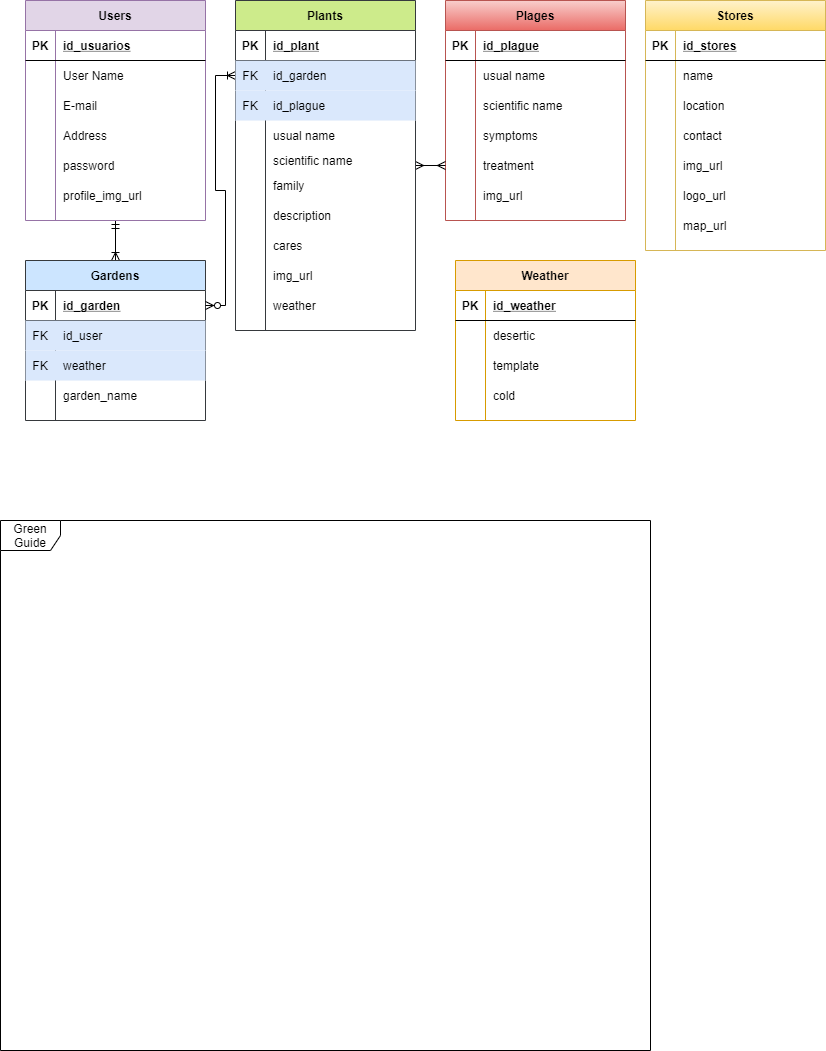 Users
PK id_usuarios
User Name
E-mail
Address
password
profile_img_url
Plants
PK id_plant
FK id_garden
FK id_plague
usual name
scientific name
family
description
cares
img_url
weather
Plages
PK id_plague
usual name
scientific name
symptoms
treatment
img_url
Stores
PK id_stores
name
location
contact
img_url
logo_url
map_url
Gardens
PK id_garden
FK id_user
FK weather
garden_name
Weather
PK id_weather
desertic
template
cold
Green
Guide